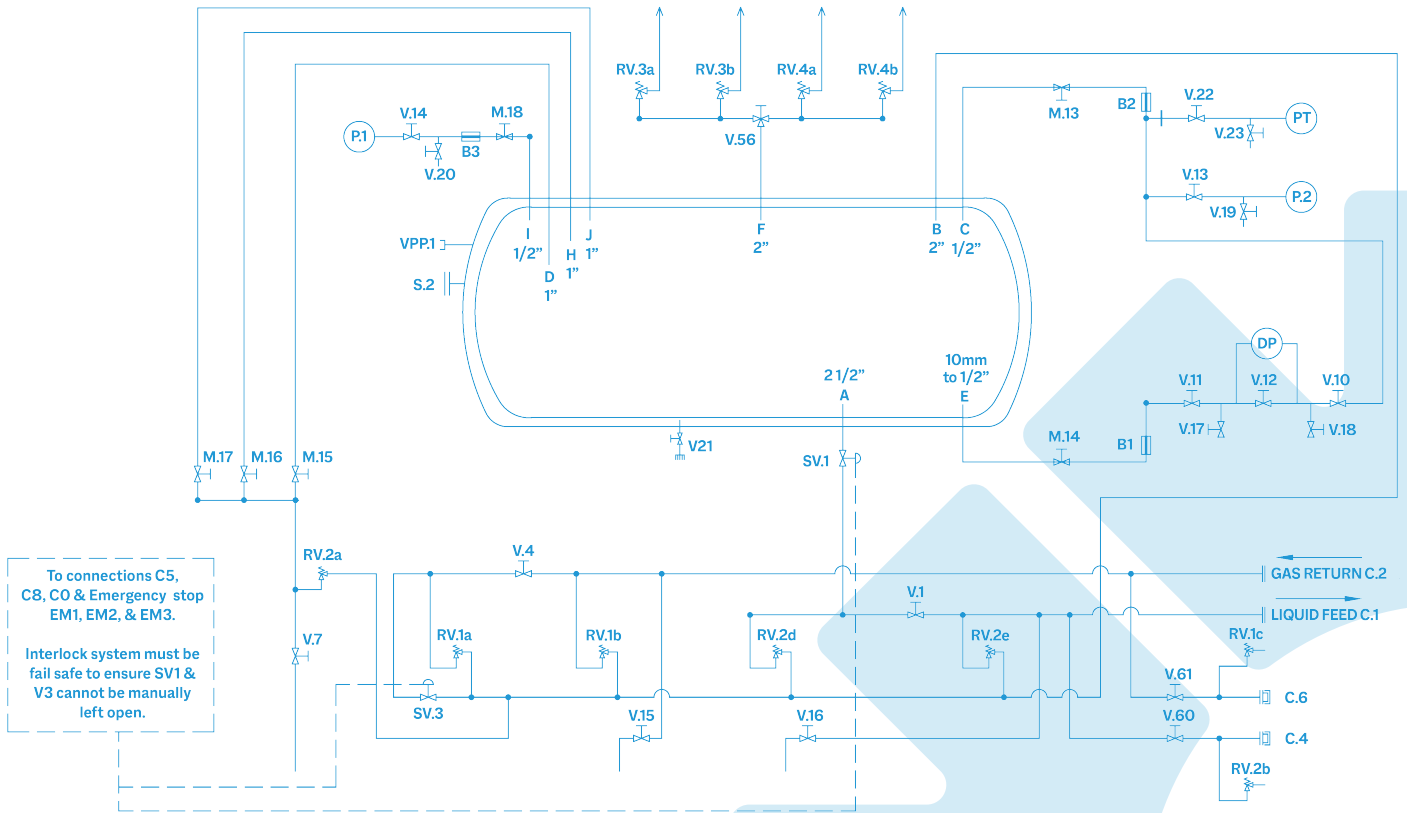 RV.3a
RV.3b
RV.4a
RV.4b
V.14
M.18
P.1
B3
V.20
V.56
M.13
B2
V.22
PT
V.23
V.13
P.2
V.19
VPP.1
S.2
I
1/2”
J
1”
H
1”
D
1”
F
2”
B
2”
C
1/2”
2 1/2”
A
10mm
to 1/2”
E
DP
V.11
V.12
V.10
V.17
V.18
M.14
B1
V21
SV.1
M.17
M.16
M.15
RV.2a
V.4
V.1
GAS RETURN C.2
LIQUID FEED C.1
To connections C5,
C8, CO & Emergency stop
EM1, EM2, & EM3.
Interlock system must be
fail safe to ensure SV1 &
V3 cannot be manually
left open.
V.7
RV.1a
RV.1b
RV.2d
RV.2e
RV.1c
SV.3
V.15
V.16
V.61
C.6
V.60
C.4
RV.2b